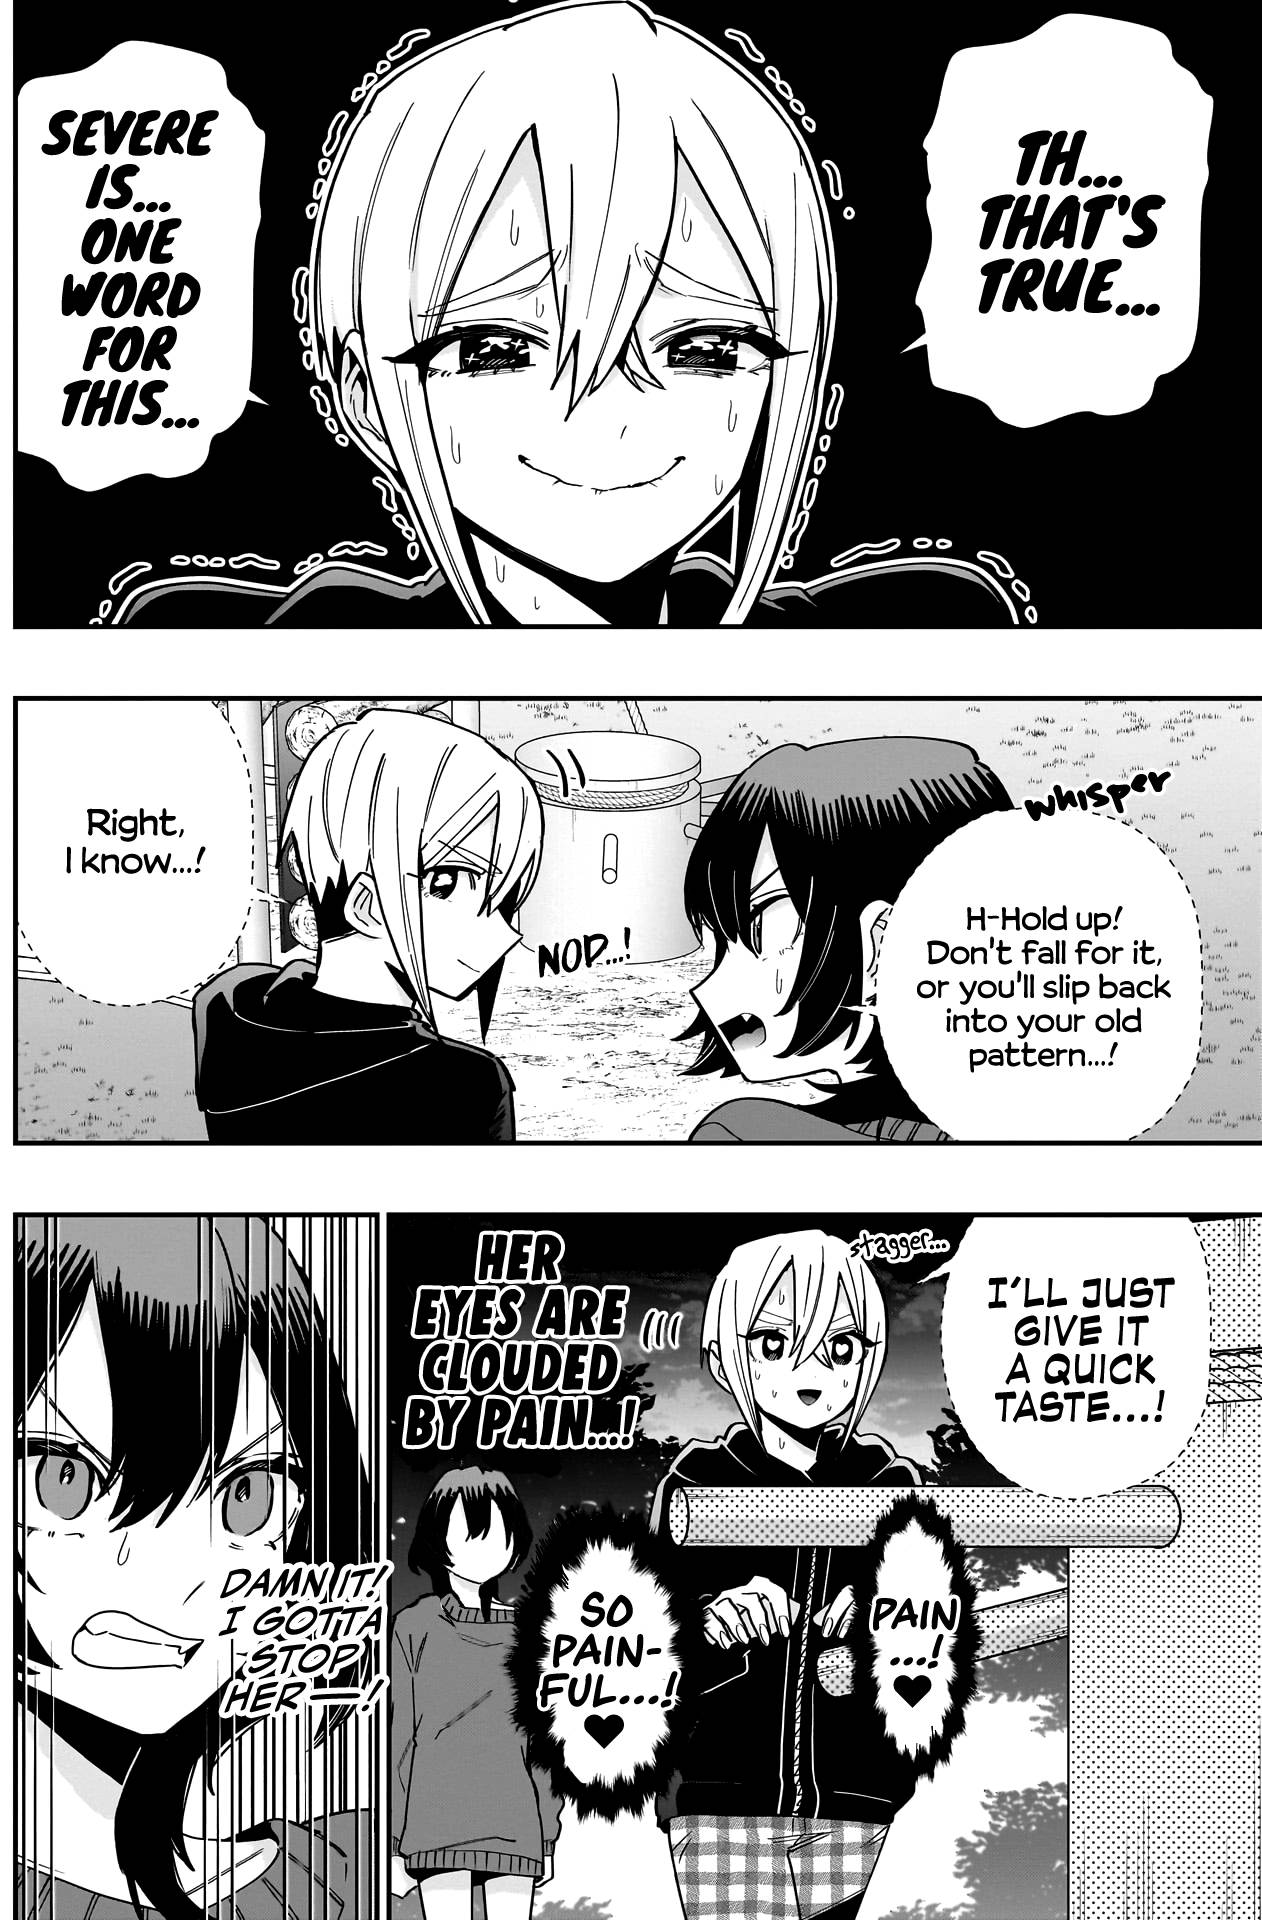 TH...
THAT'S
TRUE...
SEVERE
IS...
ONE
WORD
FOR
THIS...
whisper
H-Hold up!
Don't fall for it,
or you'll slip back
into your old
pattern...!
NOD...!
Right,
I know...!
I'LL JUST
GIVE IT
A QUICK
TASTE...!
stagger...
HER
EYES ARE
CLOUDED
BY PAIN...!
PAIN
...!
♥
SO
PAIN-
FUL...!
♥
DAMN IT!
I GOTTA
STOP
HER—!